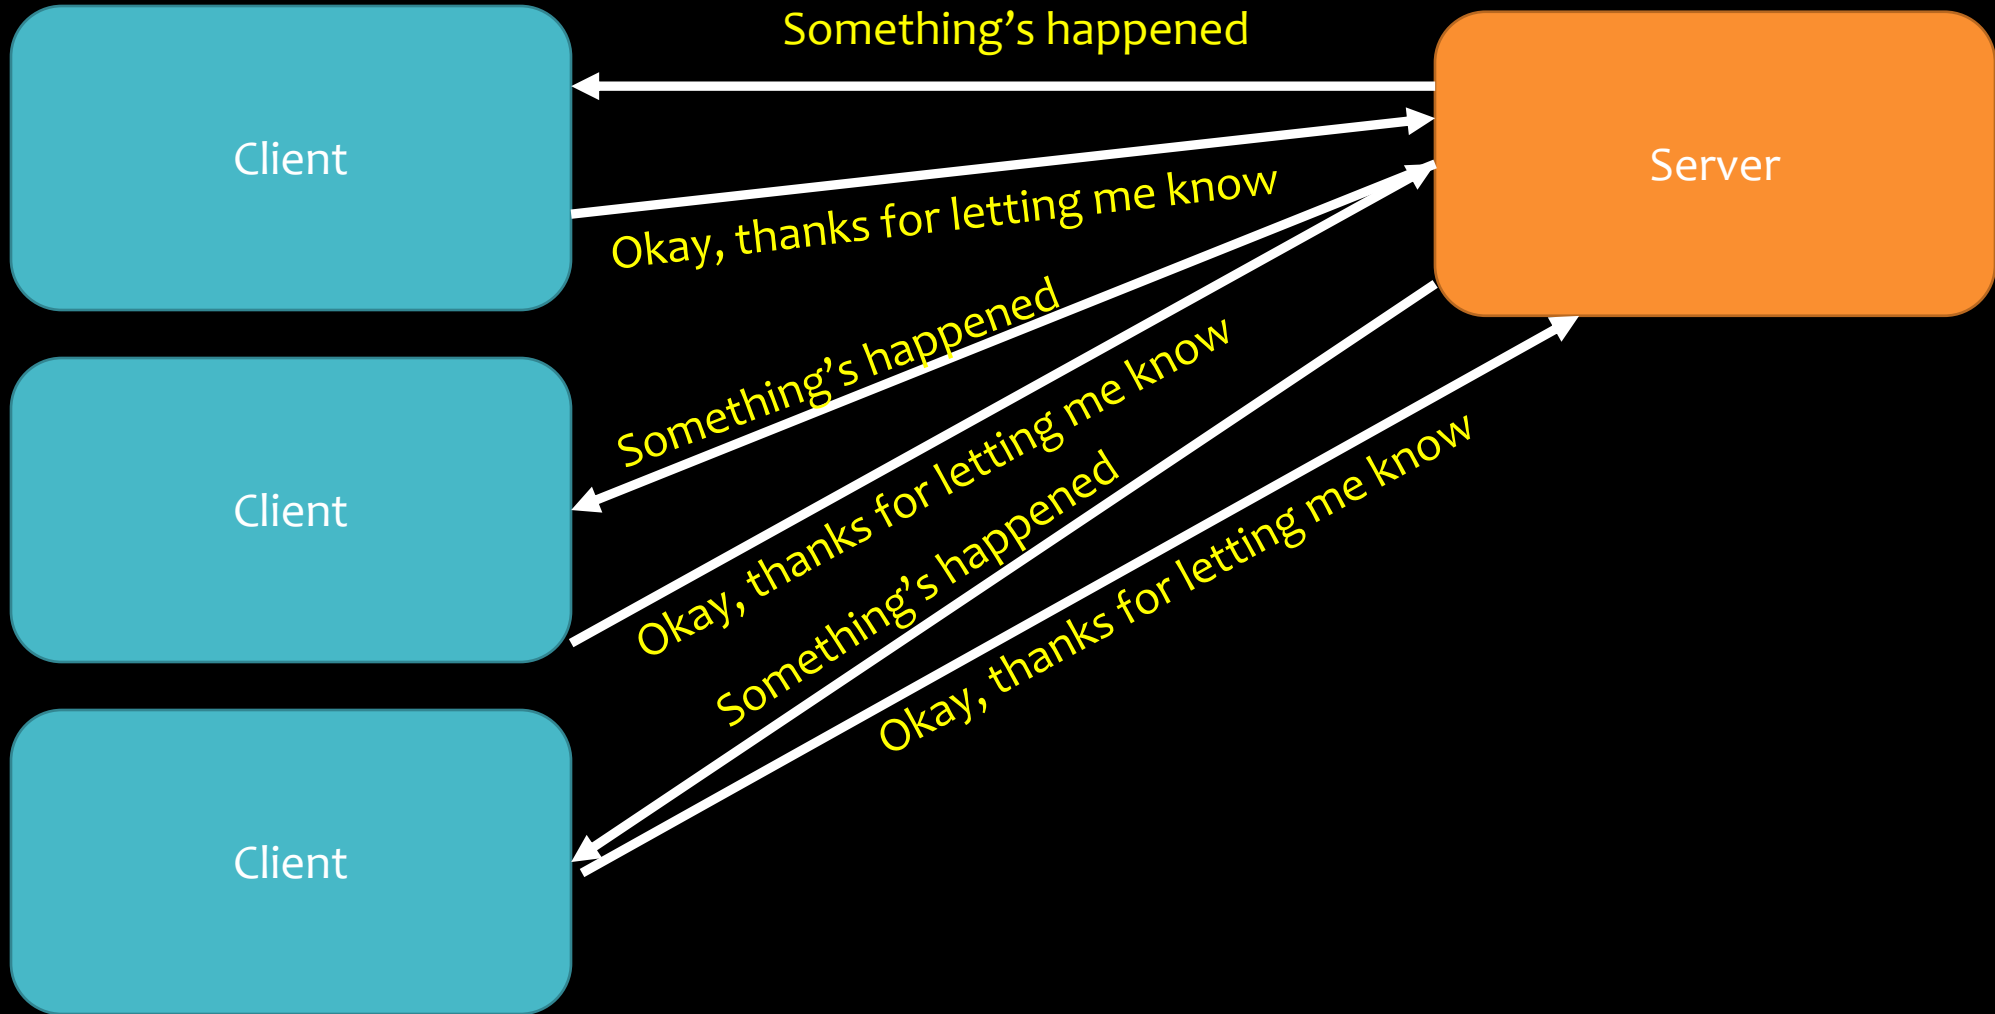 Something’s happened
Client
Server
Okay, thanks for letting me know
Something’s happened
Okay, thanks for letting me know
Client
Something’s happened
Okay, thanks for letting me know
Client